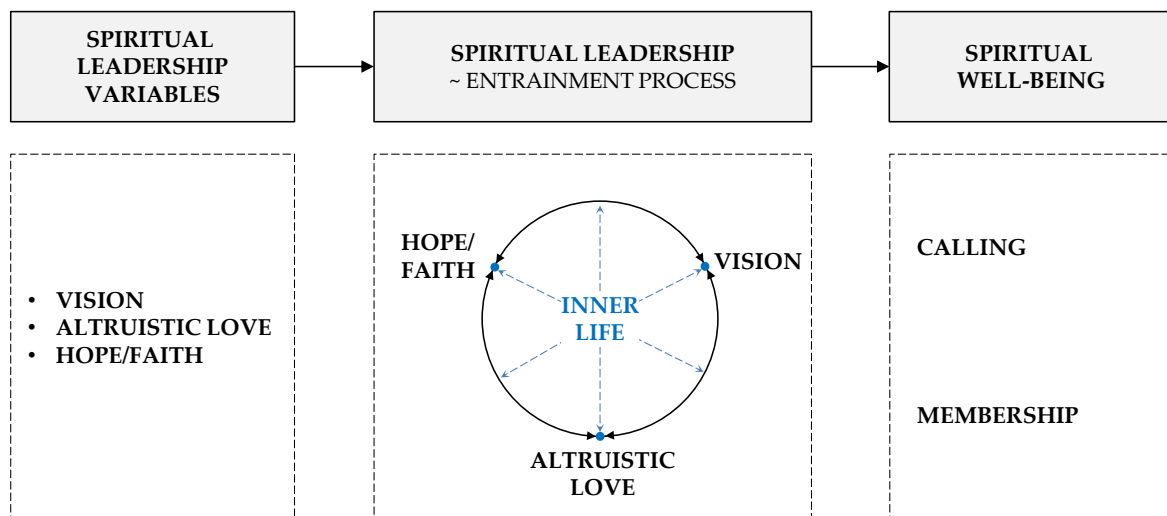 SPIRITUAL
LEADERSHIP
VARIABLES
SPIRITUAL LEADERSHIP
~ ENTRAINMENT PROCESS
SPIRITUAL
WELL-BEING
• VISION
• ALTRUISTIC LOVE
• HOPE/FAITH
HOPE/
FAITH
VISION
INNER
LIFE
ALTRUISTIC
LOVE
CALLING
MEMBERSHIP